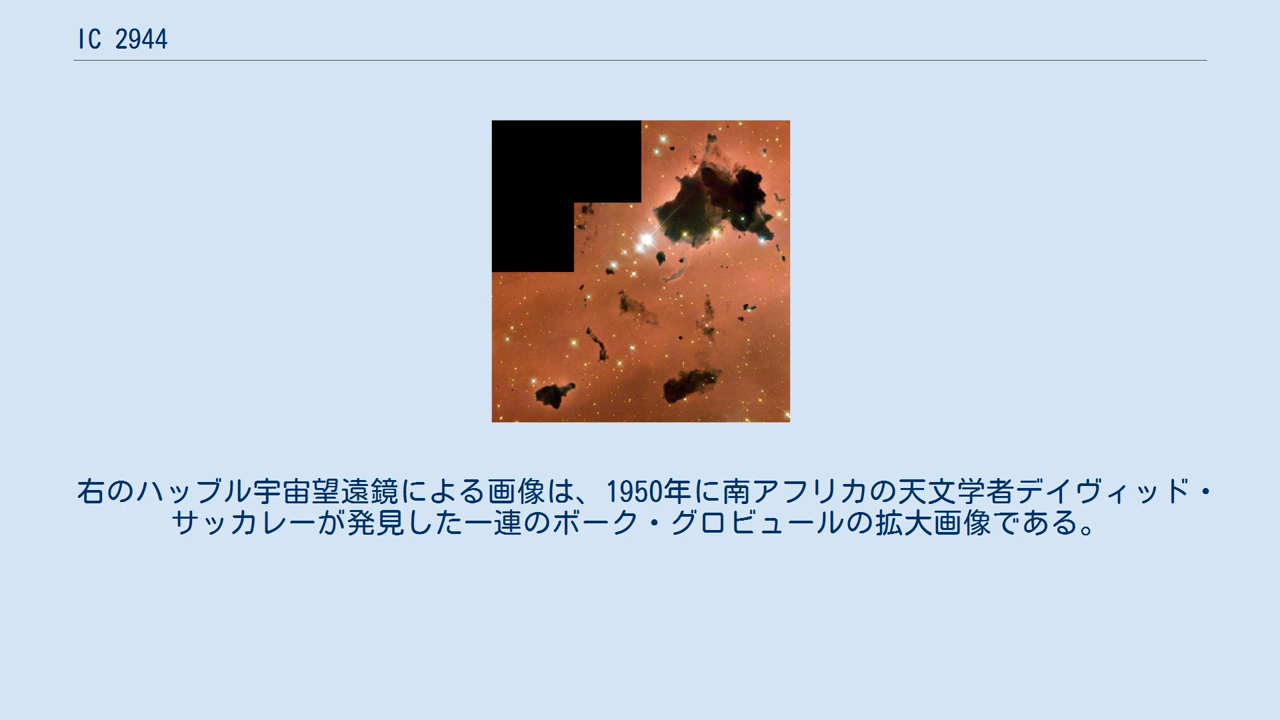 IC 2944
右のハッブル宇宙望遠鏡による画像は、1950年に南アフリカの天文学者デイヴィッド・
サッカレーが発見した一連のボーク・グロビュールの拡大画像である。